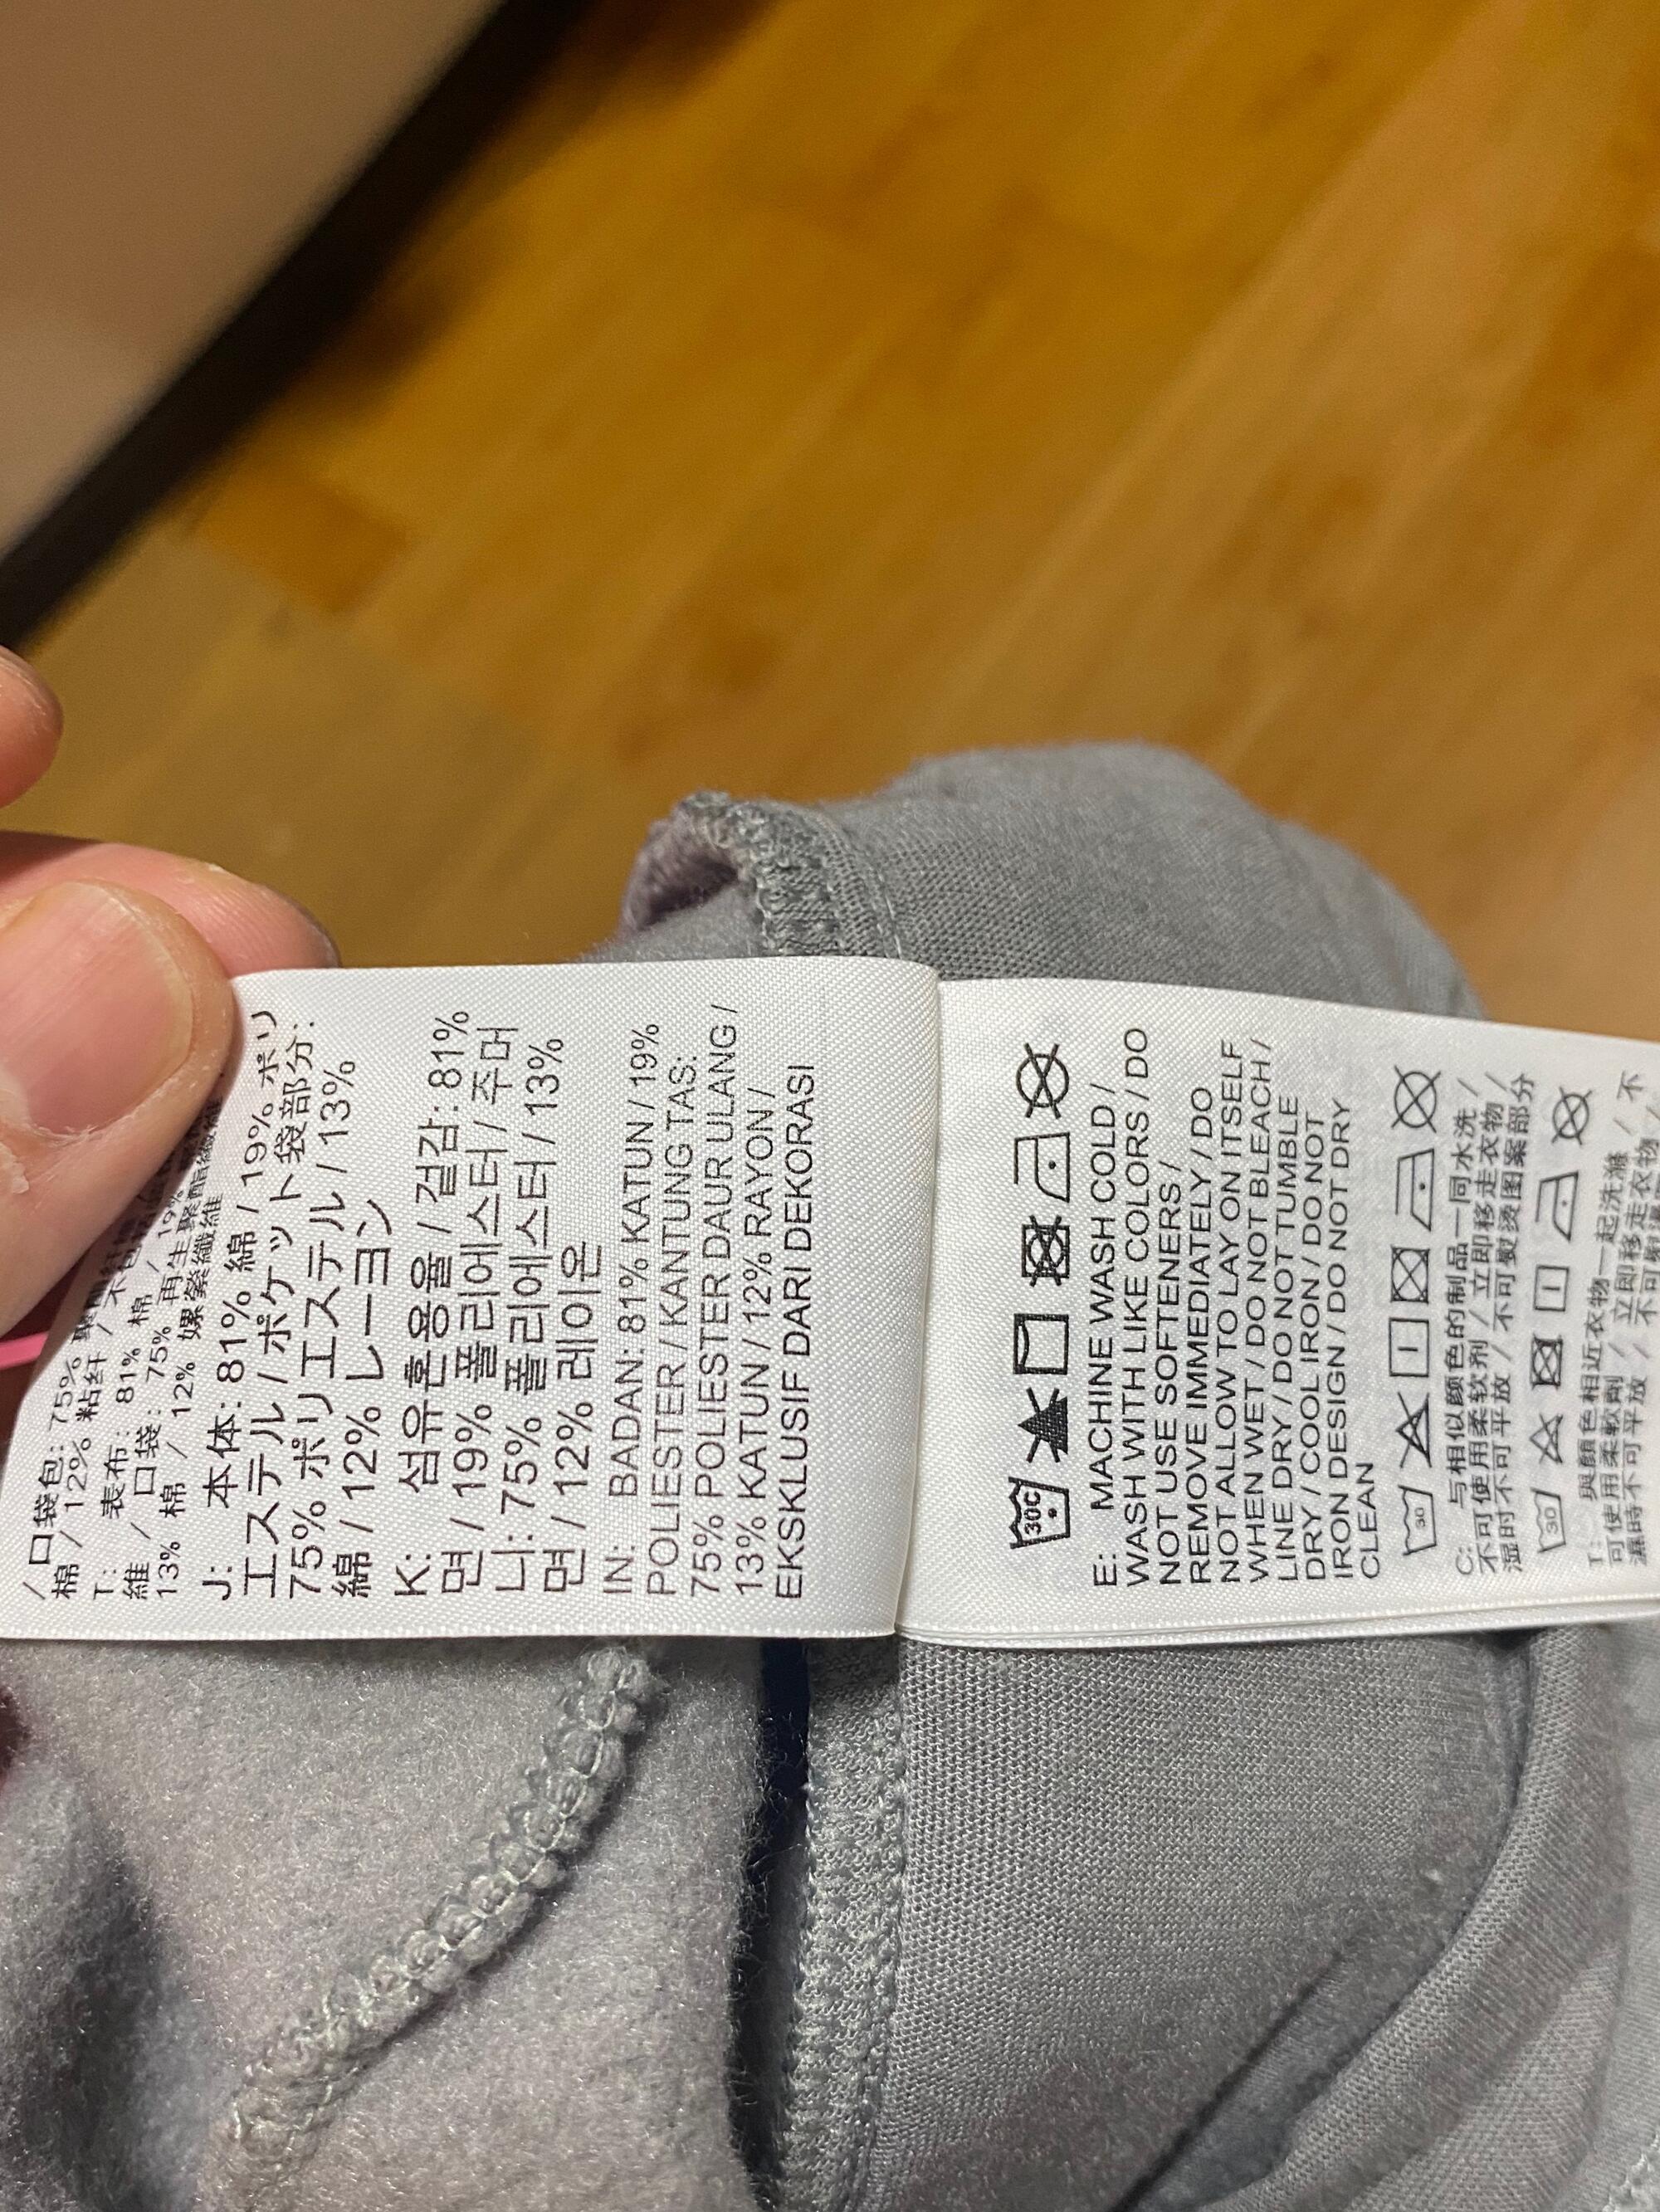 / 口袋包: 75%
棉 / 12% 粘纤 /
T: 表布: 81% 棉 / 19%
維 / 口袋: 75% 再生聚酯纖維
13% 棉 / 12% 嫘縈纖維
J: 本体: 81% 綿 / 19% ポリ
エステル / ポケット袋部分:
75% ポリエステル / 13%
綿 / 12% レーヨン
K: 섬유혼용율 / 겉감: 81%
면 / 19% 폴리에스터 / 주머
니: 75% 폴리에스터 / 13%
면 / 12% 레이온
IN: BADAN: 81% KATUN / 19%
POLIESTER / KANTUNG TAS:
75% POLIESTER DAUR ULANG /
13% KATUN / 12% RAYON /
EKSKLUSIF DARI DEKORASI
30C
E: MACHINE WASH COLD /
WASH WITH LIKE COLORS / DO
NOT USE SOFTENERS /
REMOVE IMMEDIATELY / DO
NOT ALLOW TO LAY ON ITSELF
WHEN WET / DO NOT BLEACH /
LINE DRY / DO NOT TUMBLE
DRY / COOL IRON / DO NOT
IRON DESIGN / DO NOT DRY
CLEAN
30
C: 与相似颜色的制品一同水洗 /
不可使用柔软剂 / 立即移走衣物 /
湿时不可平放 / 不可熨烫图案部分
30
T: 與顏色相近衣物一起洗滌 / 不
可使用柔軟劑 / 立即移走衣物 /
濕時不可平放 / 不可